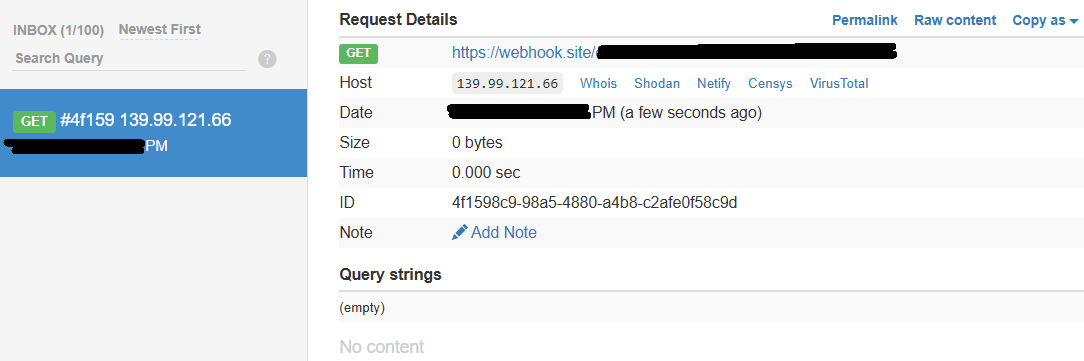 INBOX (1/100) Newest First
Search Query ?
GET #4f159 139.99.121.66
PM
Request Details Permalink Raw content Copy as
GET https://webhook.site/
Host 139.99.121.66 Whois Shodan Netify Censys VirusTotal
Date PM (a few seconds ago)
Size 0 bytes
Time 0.000 sec
ID 4f1598c9-98a5-4880-a4b8-c2afe0f58c9d
Note Add Note
Query strings
(empty)
No content